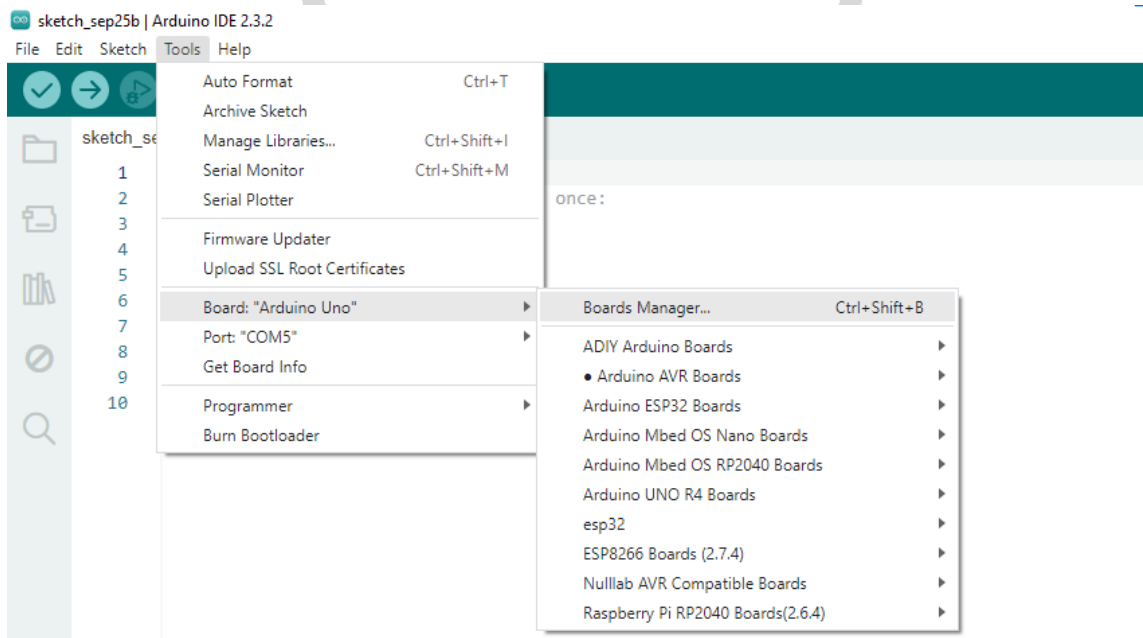 sketch_sep25b | Arduino IDE 2.3.2
File Edit Sketch Tools Help
Auto Format Ctrl+T
Archive Sketch
sketch_se
Manage Libraries... Ctrl+Shift+I
1
Serial Monitor Ctrl+Shift+M
2
Serial Plotter
once:
3
Firmware Updater
4
Upload SSL Root Certificates
5
6
Board: "Arduino Uno"
Boards Manager... Ctrl+Shift+B
7
Port: "COM5"
ADIY Arduino Boards
8
Get Board Info
● Arduino AVR Boards
9
10
Programmer
Arduino ESP32 Boards
Burn Bootloader
Arduino Mbed OS Nano Boards
Arduino Mbed OS RP2040 Boards
Arduino UNO R4 Boards
esp32
ESP8266 Boards (2.7.4)
Nulllab AVR Compatible Boards
Raspberry Pi RP2040 Boards(2.6.4)